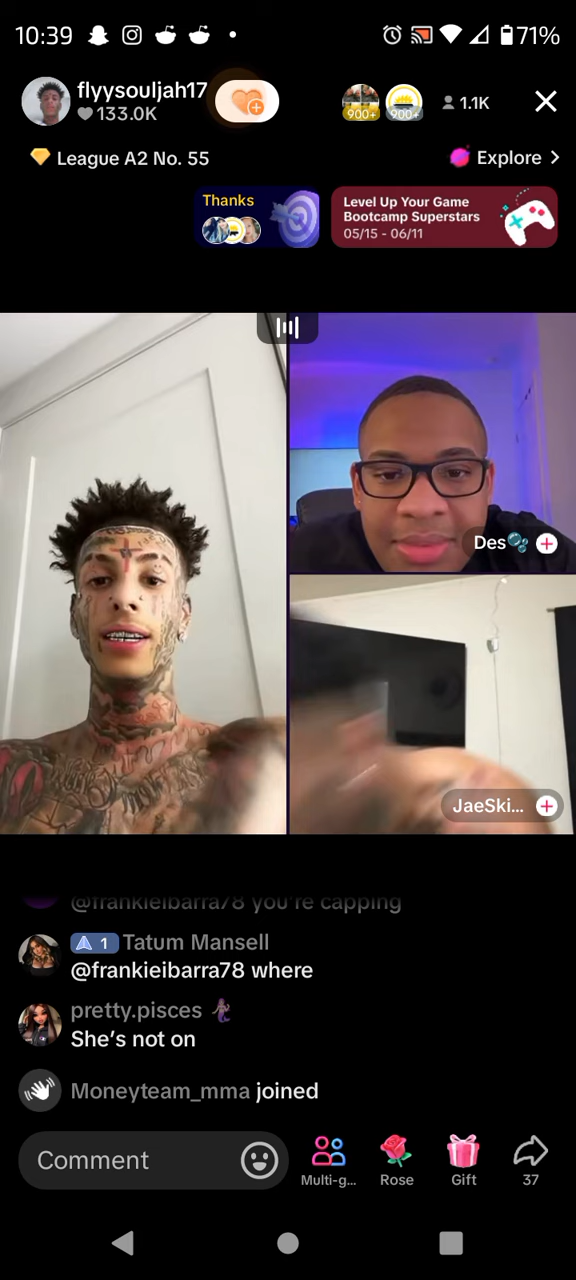 10:39
71%
flyysouljah17
133.0K
900+
900+
1.1K
League A2 No. 55
Explore
Thanks
Level Up Your Game
Bootcamp Superstars
05/15 - 06/11
Des
JaeSki...
@frankieibarra78 you're capping
1 Tatum Mansell
@frankieibarra78 where
pretty.pisces
She's not on
Moneyteam_mma joined
Comment
Multi-g...
Rose
Gift
37